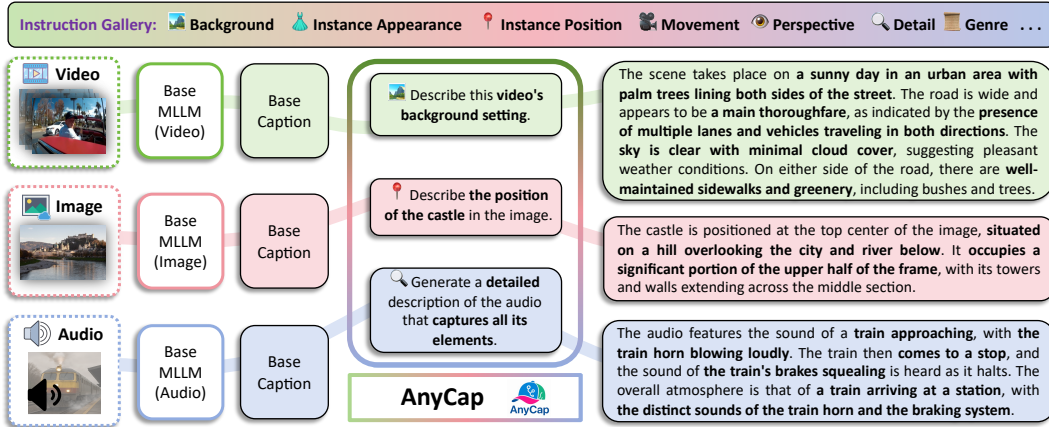 Instruction Gallery: Background Instance Appearance Instance Position Movement Perspective Detail Genre ...
Video
Base
MLLM
(Video)
Base
Caption
Describe this video's
background setting.
The scene takes place on a sunny day in an urban area with
palm trees lining both sides of the street. The road is wide and
appears to be a main thoroughfare, as indicated by the presence
of multiple lanes and vehicles traveling in both directions. The
sky is clear with minimal cloud cover, suggesting pleasant
weather conditions. On either side of the road, there are well-
maintained sidewalks and greenery, including bushes and trees.
Image
Base
MLLM
(Image)
Base
Caption
Describe the position
of the castle in the image.
The castle is positioned at the top center of the image, situated
on a hill overlooking the city and river below. It occupies a
significant portion of the upper half of the frame, with its towers
and walls extending across the middle section.
Audio
Base
MLLM
(Audio)
Base
Caption
Generate a detailed
description of the audio
that captures all its
elements.
The audio features the sound of a train approaching, with the
train horn blowing loudly. The train then comes to a stop, and
the sound of the train's brakes squealing is heard as it halts. The
overall atmosphere is that of a train arriving at a station, with
the distinct sounds of the train horn and the braking system.
AnyCap
AnyCap